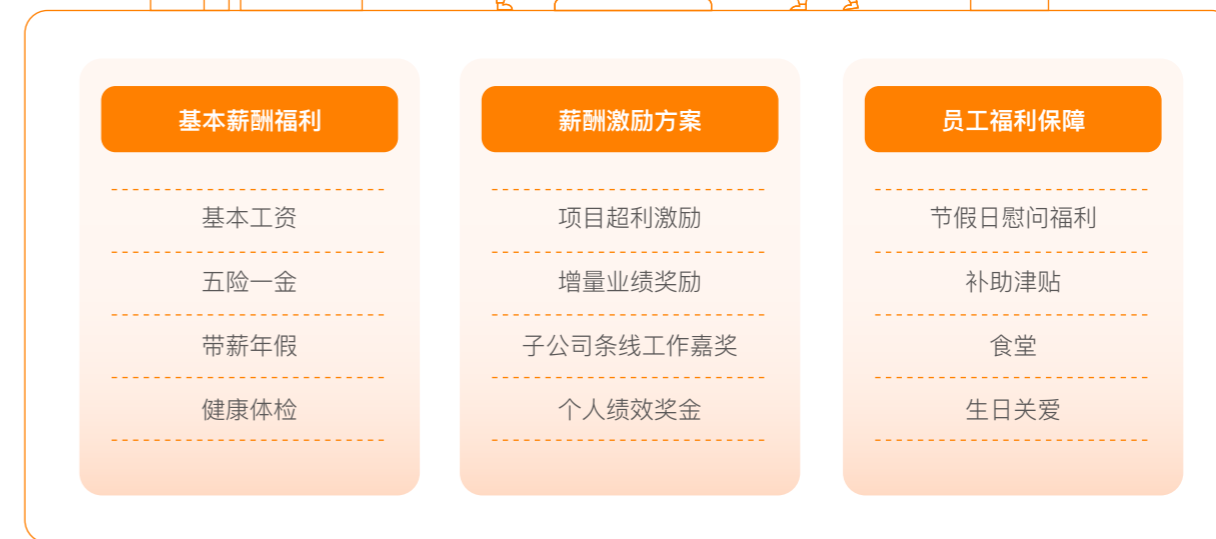 基本薪酬福利
基本工资
五险一金
带薪年假
健康体检
薪酬激励方案
项目超利激励
增量业绩奖励
子公司条线工作嘉奖
个人绩效奖金
员工福利保障
节假日慰问福利
补助津贴
食堂
生日关爱